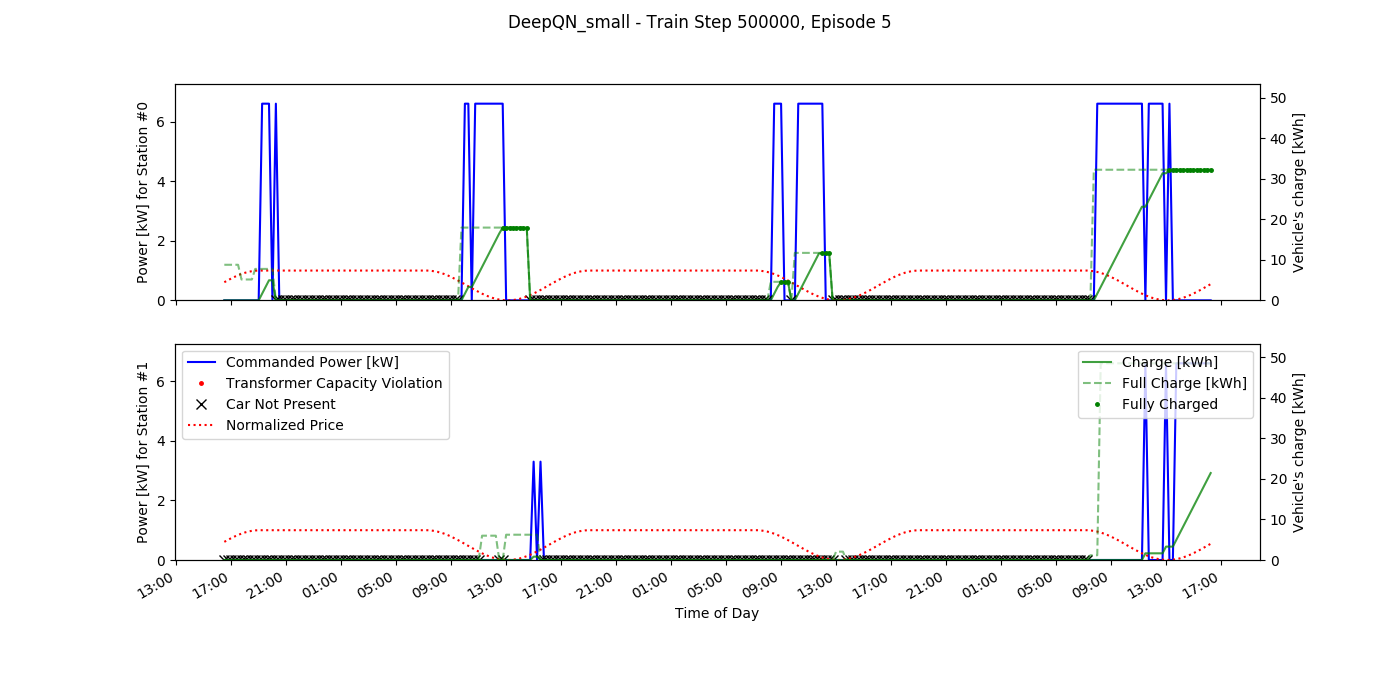 DeepQN_small - Train Step 500000, Episode 5
Power [kW] for Station #0
6
4
2
0
50
40
30
20
10
0
Vehicle's charge [kWh]
Power [kW] for Station #1
6
4
2
0
Commanded Power [kW]
Transformer Capacity Violation
Car Not Present
Normalized Price
Charge [kWh]
Full Charge [kWh]
Fully Charged
50
40
30
20
10
0
Vehicle's charge [kWh]
13:00 17:00 21:00 01:00 05:00 09:00 13:00 17:00 21:00 01:00 05:00 09:00 13:00 17:00 21:00 01:00 05:00 09:00 13:00 17:00
Time of Day